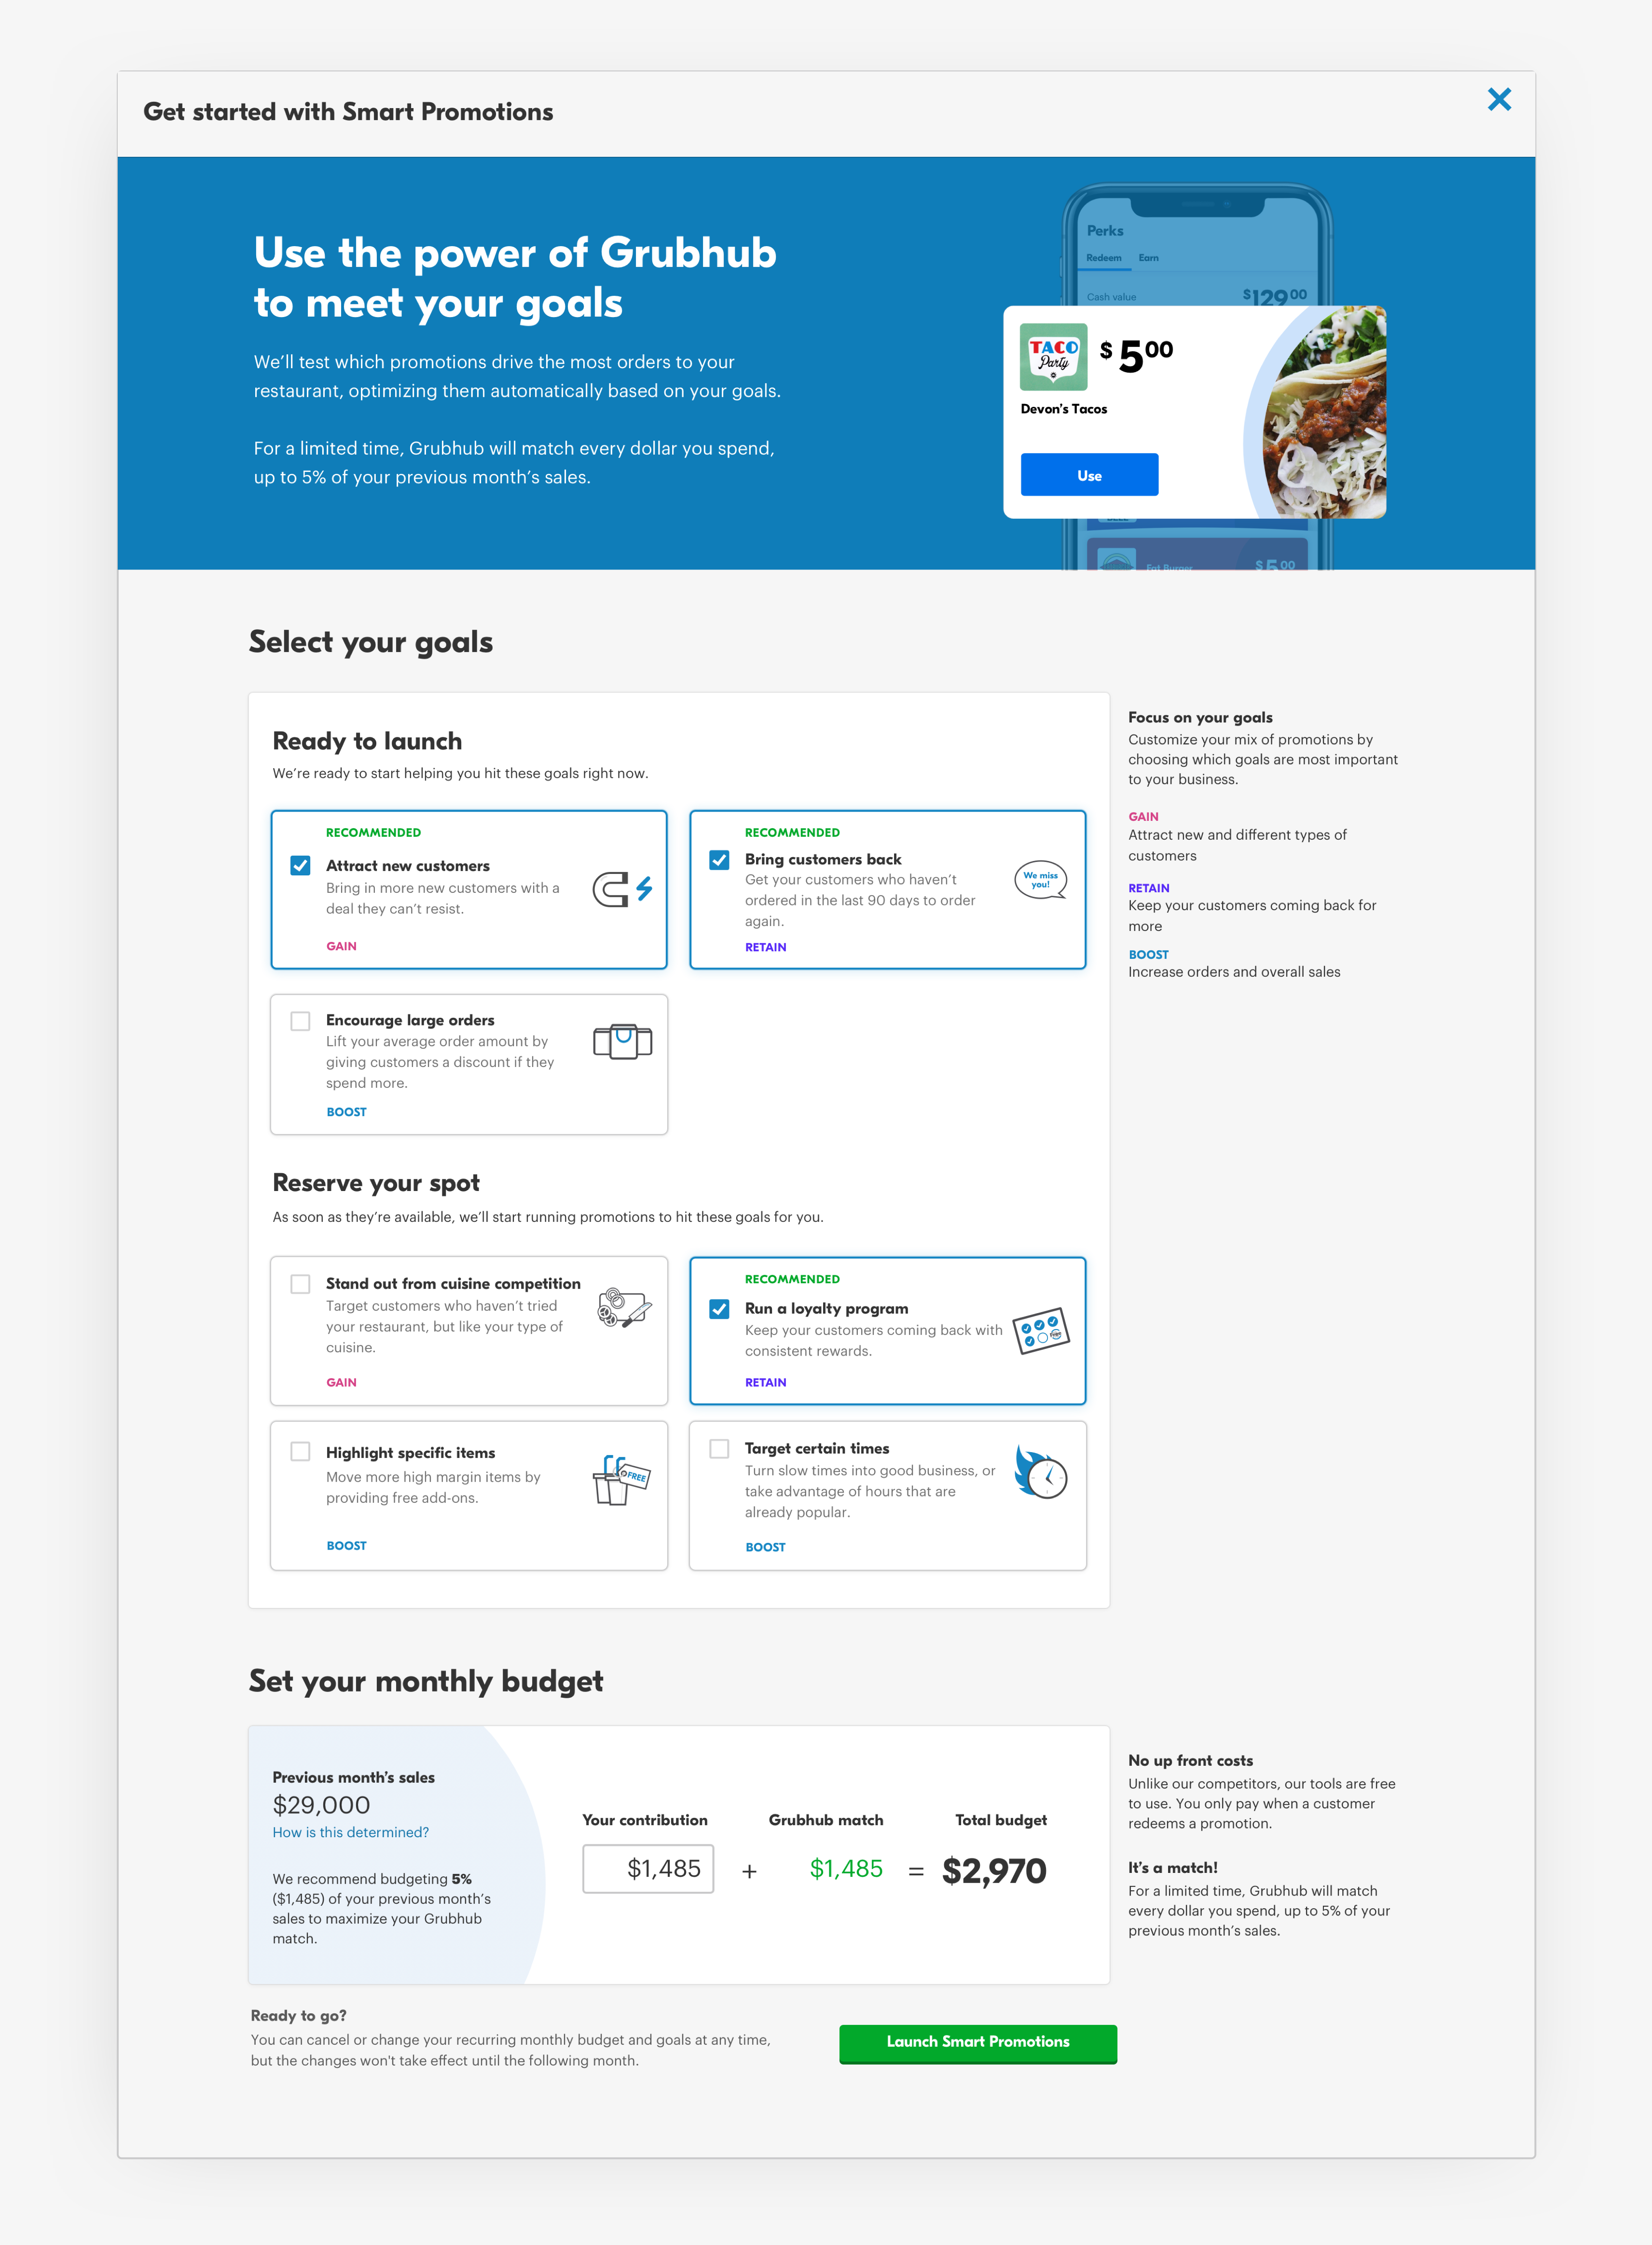 Get started with Smart Promotions
Use the power of Grubhub
to meet your goals
We'll test which promotions drive the most orders to your
restaurant, optimizing them automatically based on your goals.
For a limited time, Grubhub will match every dollar you spend,
up to 5% of your previous month's sales.
Perks
Redeem Earn
Cash value $129.00
TACO
Party
$5.00
Devon's Tacos
Use
Fat Burger $5.00
Select your goals
Ready to launch
We're ready to start helping you hit these goals right now.
RECOMMENDED
Attract new customers
Bring in more new customers with a
deal they can't resist.
GAIN
RECOMMENDED
Bring customers back
Get your customers who haven't
ordered in the last 90 days to order
again.
RETAIN
We miss
you!
Encourage large orders
Lift your average order amount by
giving customers a discount if they
spend more.
BOOST
Focus on your goals
Customize your mix of promotions by
choosing which goals are most important
to your business.
GAIN
Attract new and different types of
customers
RETAIN
Keep your customers coming back for
more
BOOST
Increase orders and overall sales
Reserve your spot
As soon as they're available, we'll start running promotions to hit these goals for you.
Stand out from cuisine competition
Target customers who haven't tried
your restaurant, but like your type of
cuisine.
GAIN
RECOMMENDED
Run a loyalty program
Keep your customers coming back with
consistent rewards.
RETAIN
Highlight specific items
Move more high margin items by
providing free add-ons.
BOOST
FREE
Target certain times
Turn slow times into good business, or
take advantage of hours that are
already popular.
BOOST
Set your monthly budget
Previous month's sales
$29,000
How is this determined?
We recommend budgeting 5%
($1,485) of your previous month's
sales to maximize your Grubhub
match.
Your contribution Grubhub match Total budget
$1,485 + $1,485 = $2,970
No up front costs
Unlike our competitors, our tools are free
to use. You only pay when a customer
redeems a promotion.
It's a match!
For a limited time, Grubhub will match
every dollar you spend, up to 5% of your
previous month's sales.
Ready to go?
You can cancel or change your recurring monthly budget and goals at any time,
but the changes won't take effect until the following month.
Launch Smart Promotions